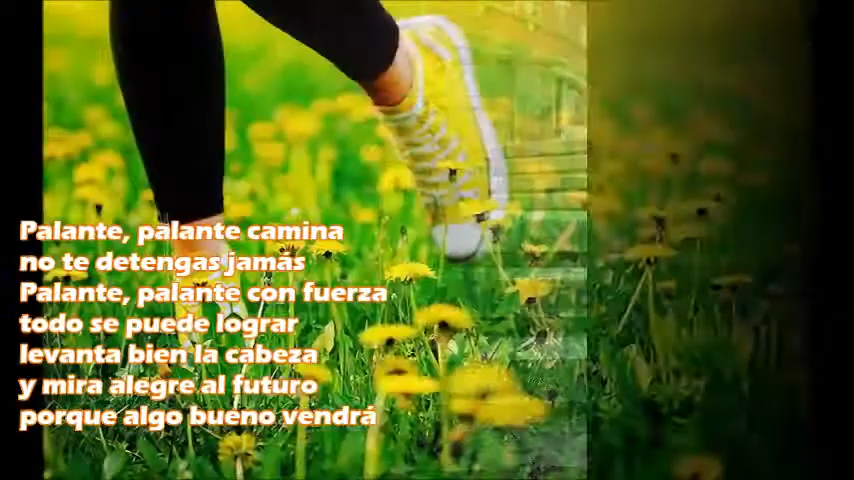 Palante, palante camina
no te detengas jamás
Palante, palante con fuerza
todo se puede lograr
levanta bien la cabeza
y mira alegre al futuro
porque algo bueno vendrá